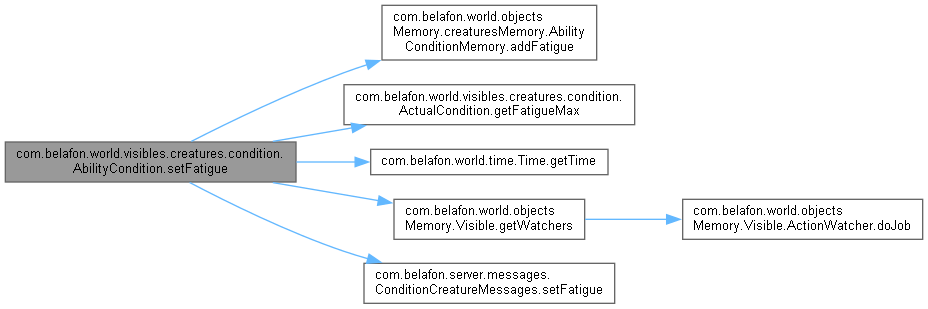 com.belafon.world.objects
Memory.creaturesMemory.Ability
ConditionMemory.addFatigue
com.belafon.world.visibles.creatures.condition.
ActualCondition.getFatigueMax
com.belafon.world.visibles.creatures.condition.
AbilityCondition.setFatigue
com.belafon.world.time.Time.getTime
com.belafon.world.objects
Memory.Visible.getWatchers
com.belafon.world.objects
Memory.Visible.ActionWatcher.doJob
com.belafon.server.messages.
ConditionCreatureMessages.setFatigue